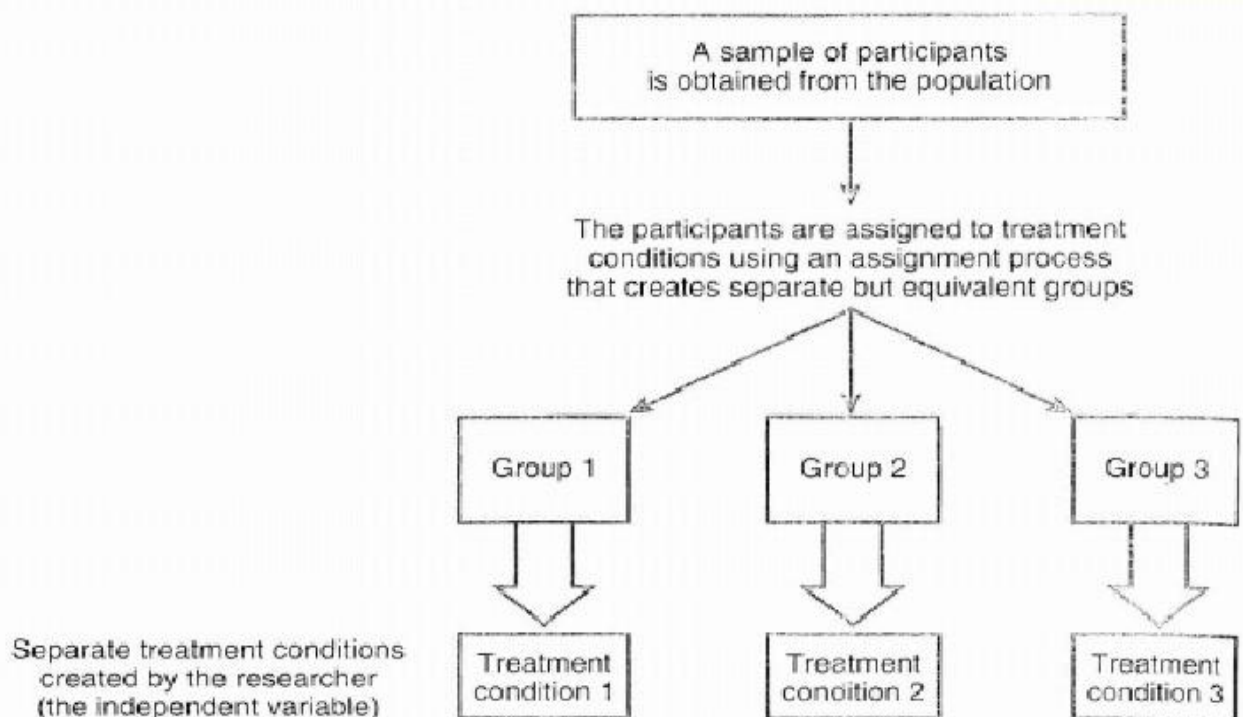 A sample of participants
is obtained from the population
The participants are assigned to treatment
conditions using an assignment process
that creates separate but equivalent groups
Group 1
Group 2
Group 3
Separate treatment conditions
created by the researcher
(the independent variable)
Treatment
condition 1
Treatment
condition 2
Treatment
condition 3